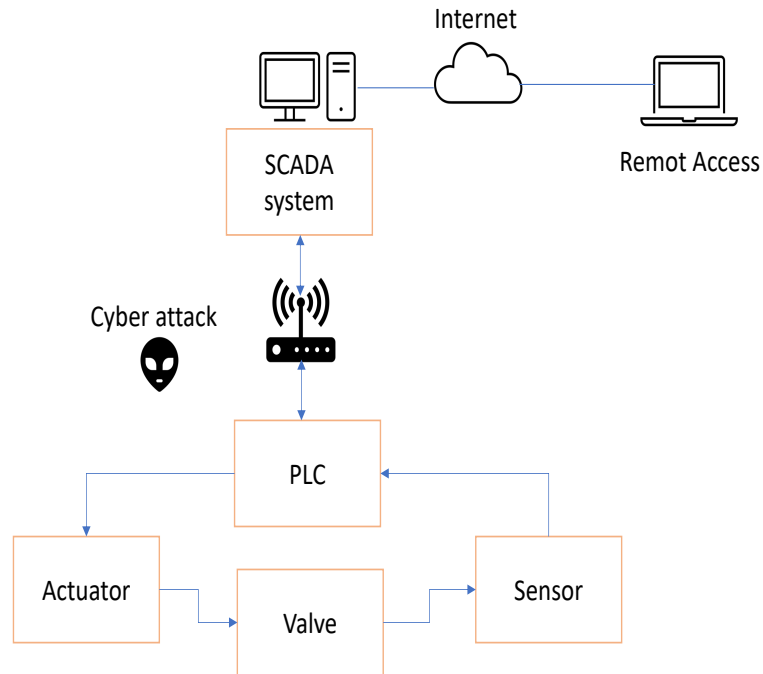 Internet
Remot Access
SCADA
system
Cyber attack
PLC
Actuator
Valve
Sensor